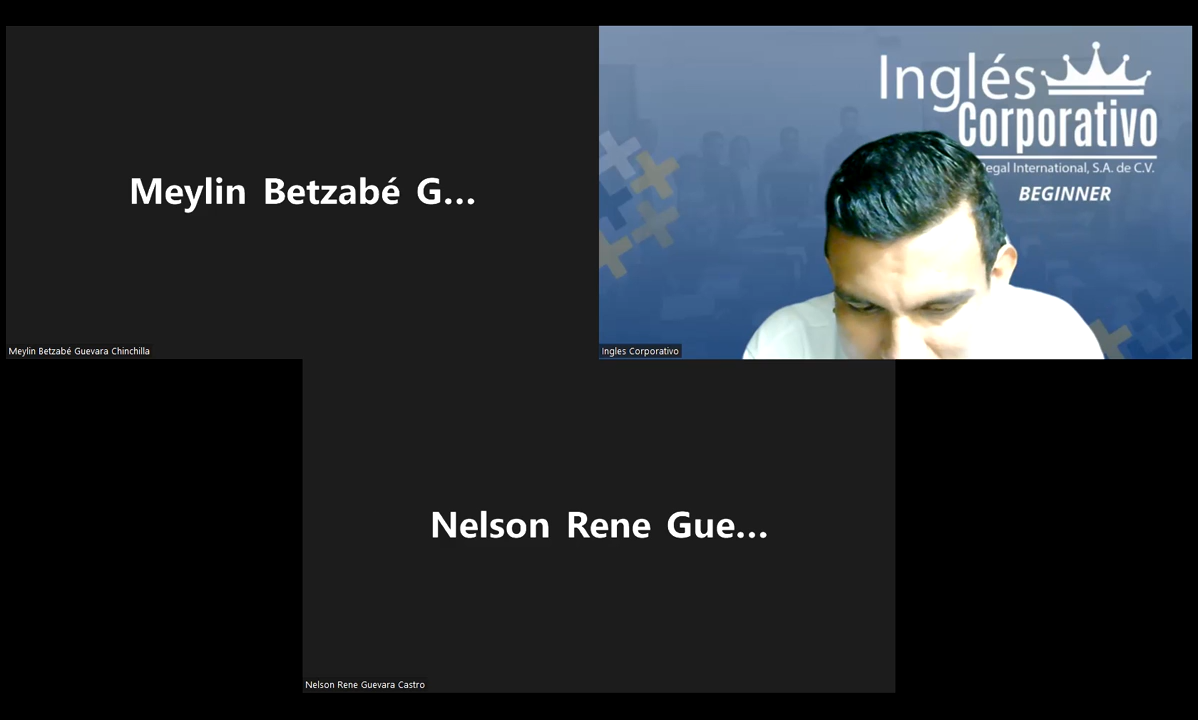 Meylin Betzabé G...
Meylin Betzabé Guevara Chinchilla
Inglés
Corporativo
egal International, S.A. de C.V.
BEGINNER
Ingles Corporativo
Nelson Rene Gue...
Nelson Rene Guevara Castro